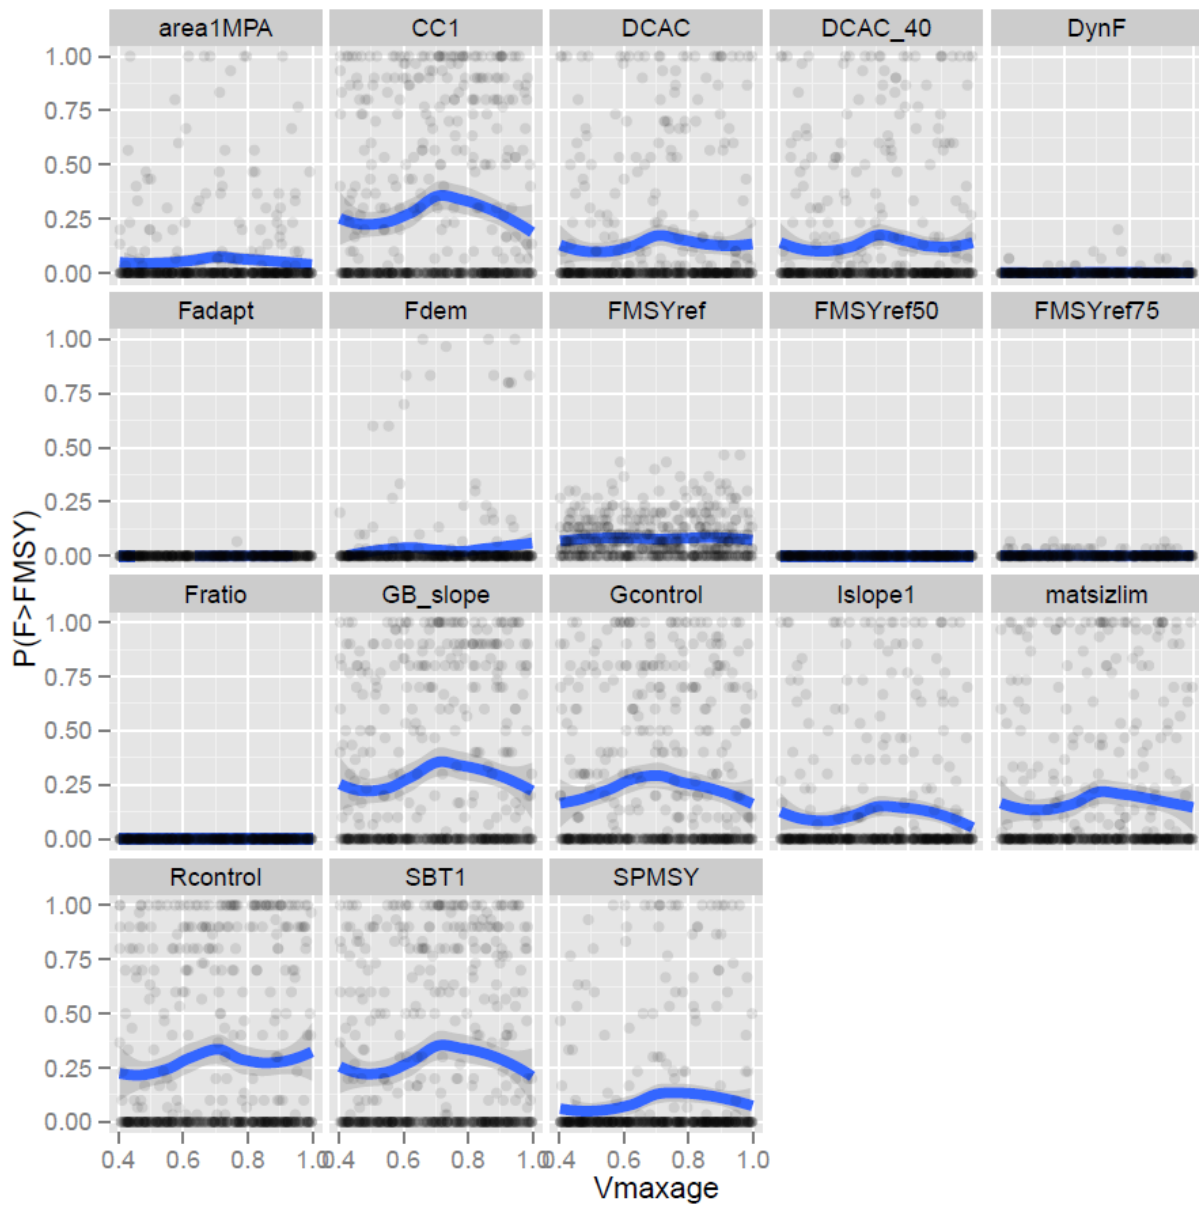 area1MPA CC1 DCAC DCAC_40 DynF
1.00
0.75
0.50
0.25
0.00
Fadapt Fdem FMSYref FMSYref50 FMSYref75
1.00
0.75
0.50
0.25
0.00
P(F>FMSY)
Fratio GB_slope Gcontrol Islope1 matsizlim
1.00
0.75
0.50
0.25
0.00
Rcontrol SBT1 SPMSY
1.00
0.75
0.50
0.25
0.00
0.4 0.6 0.8 1.0 0.4 0.6 0.8 1.0 0.4 0.6 0.8 1.0
Vmaxage